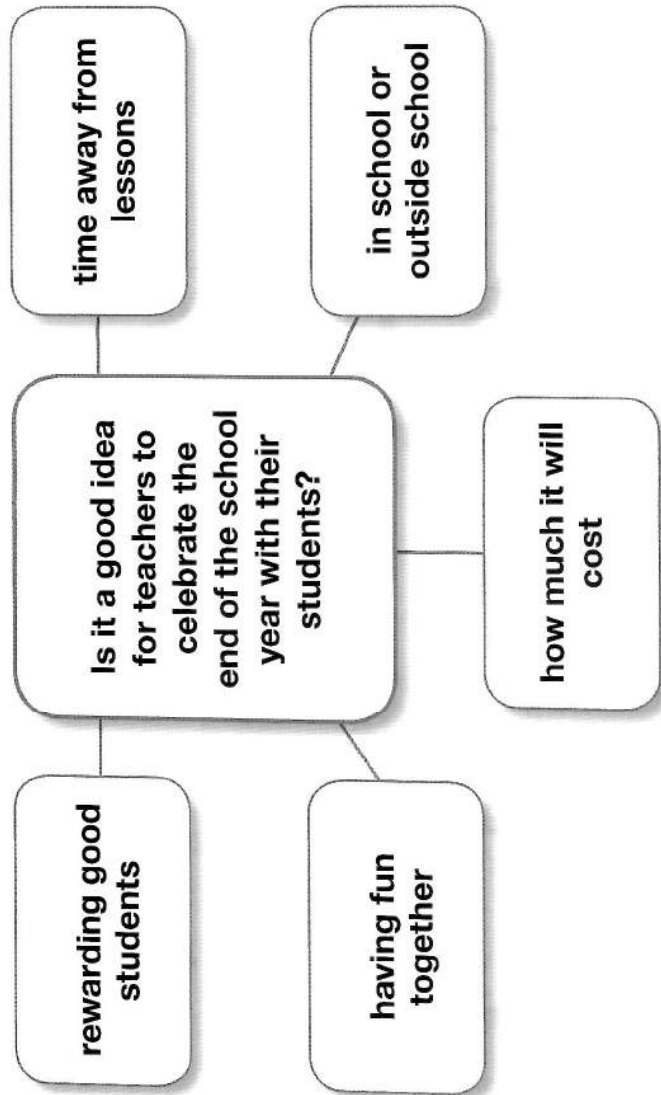 rewarding good
students
Is it a good idea
for teachers to
celebrate the
end of the school
year with their
students?
time away from
lessons
having fun
together
how much it will
cost
in school or
outside school